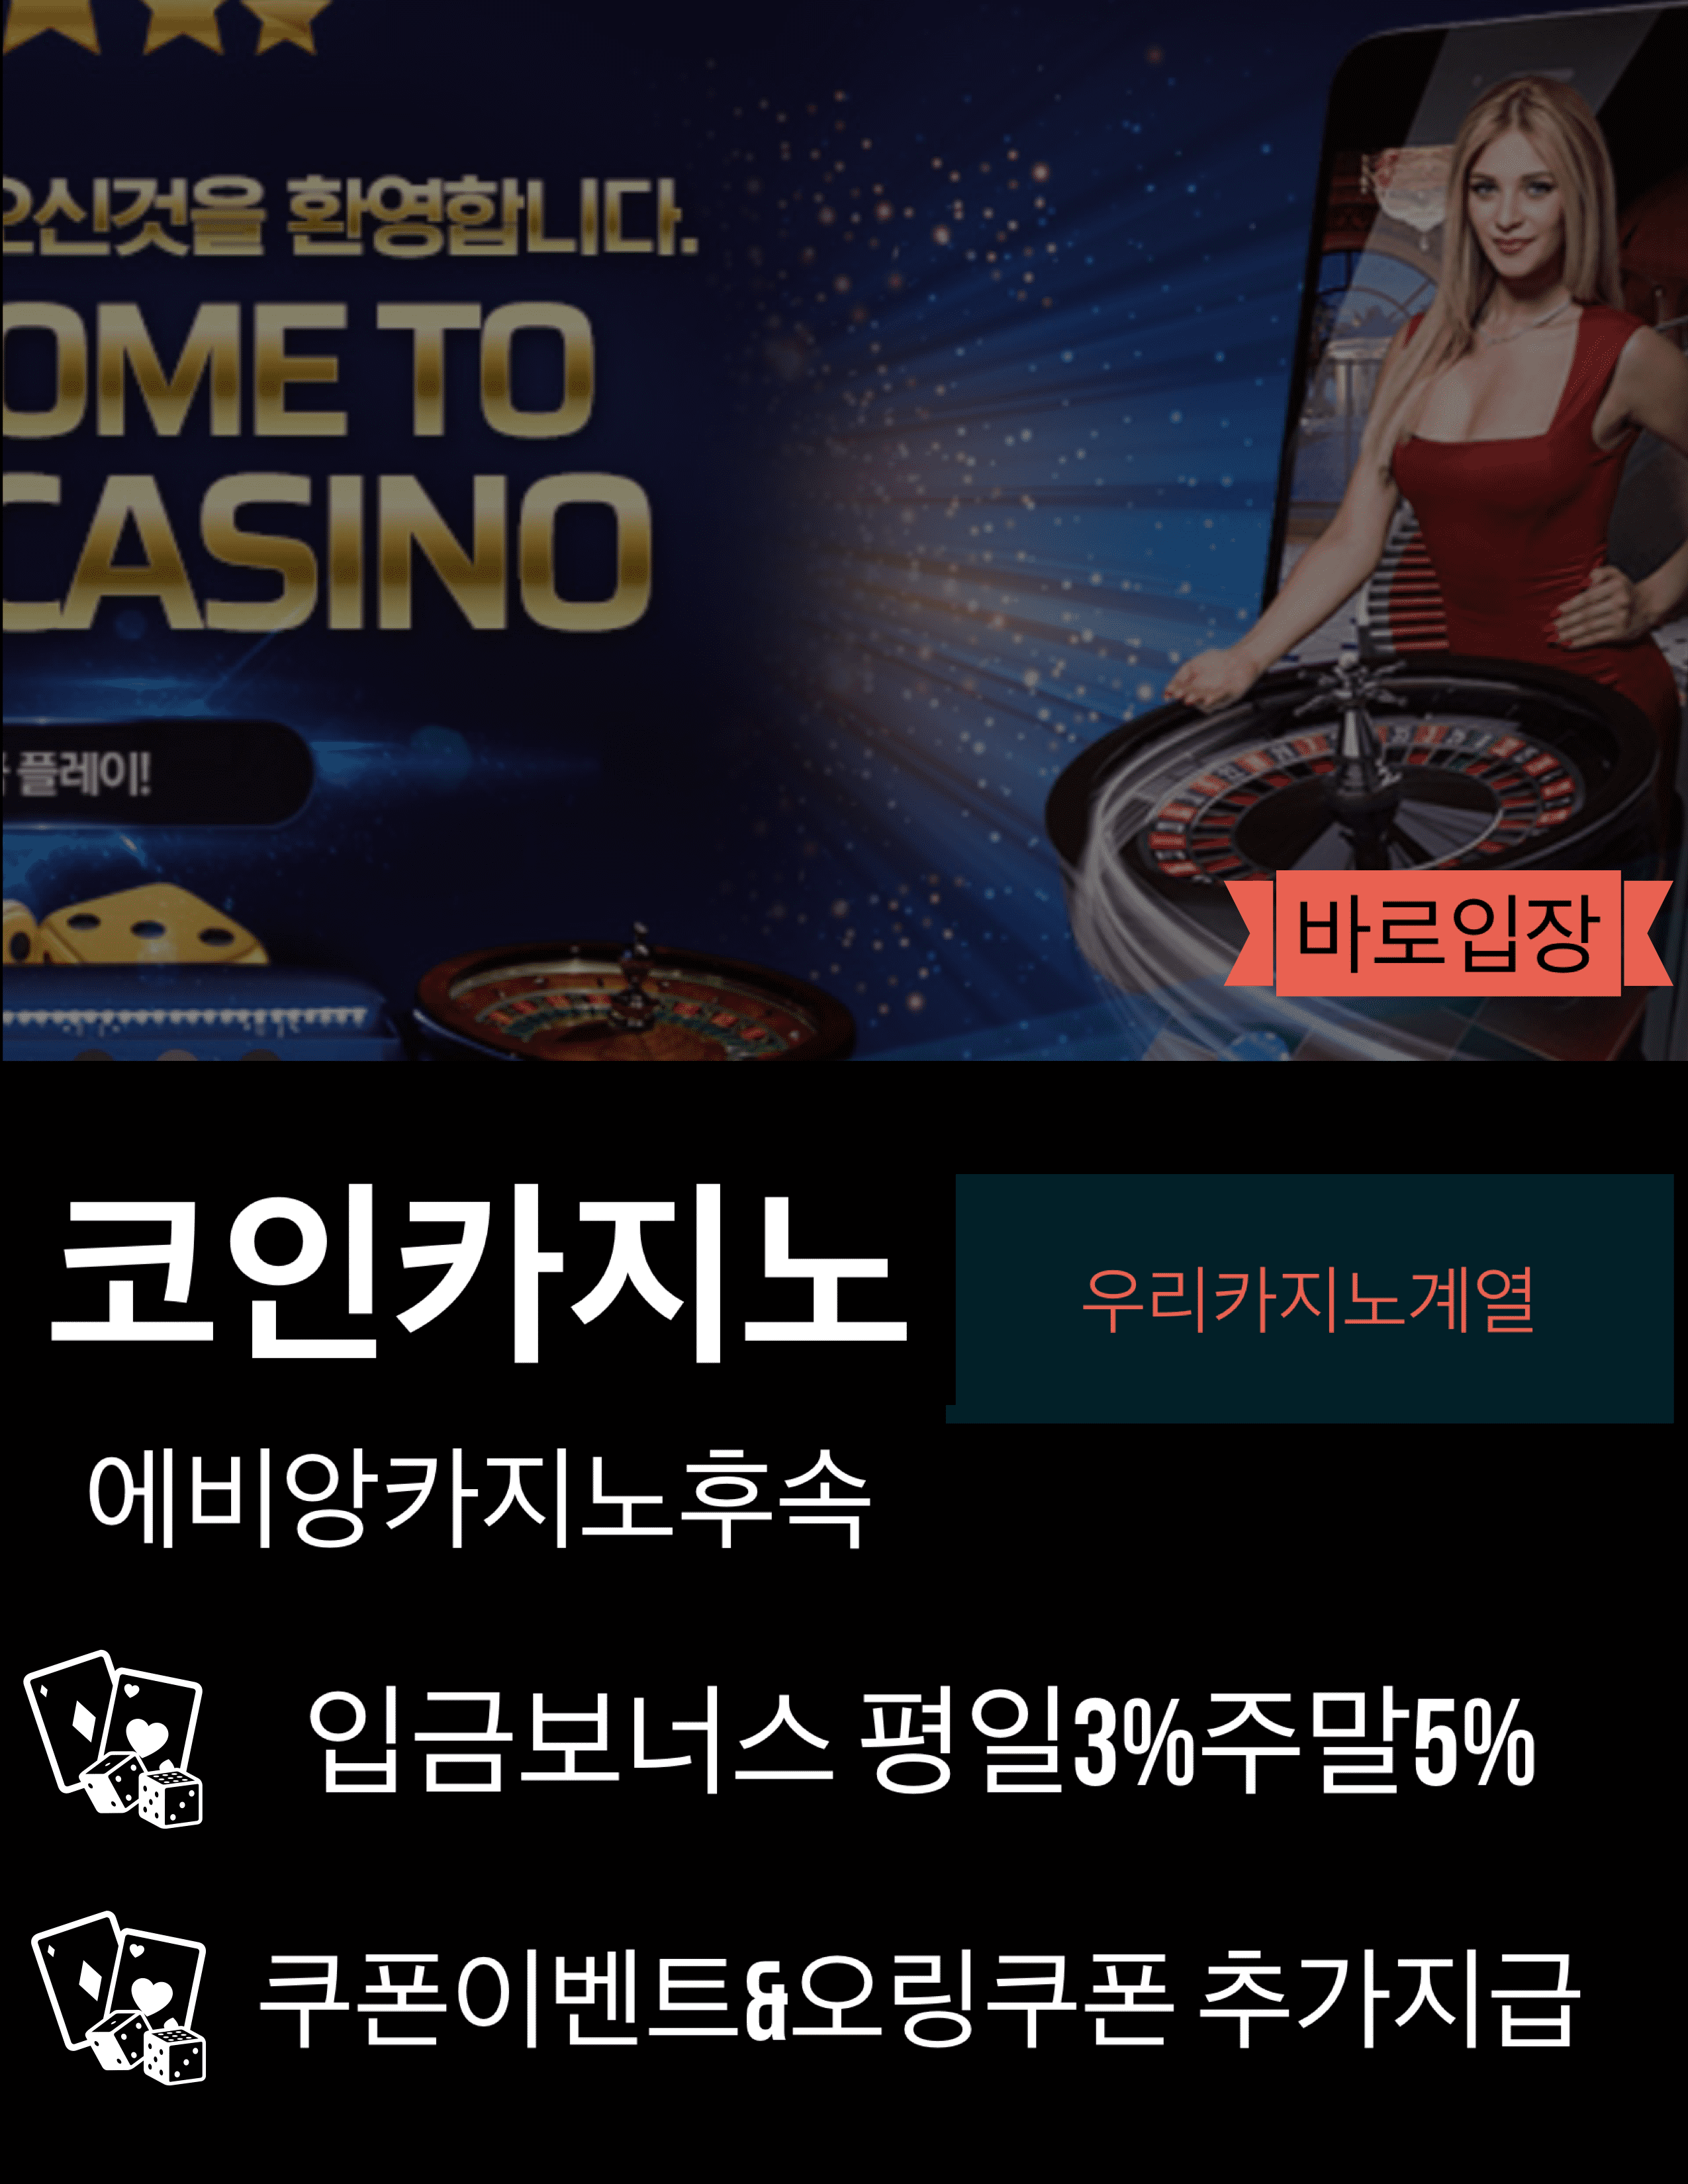 오신것을 환영합니다.
OME TO
CASINO
플레이!
바로입장
코인카지노
우리카지노계열
에비앙카지노후속
입금보너스 평일3%주말5%
쿠폰이벤트&오링쿠폰 추가지급